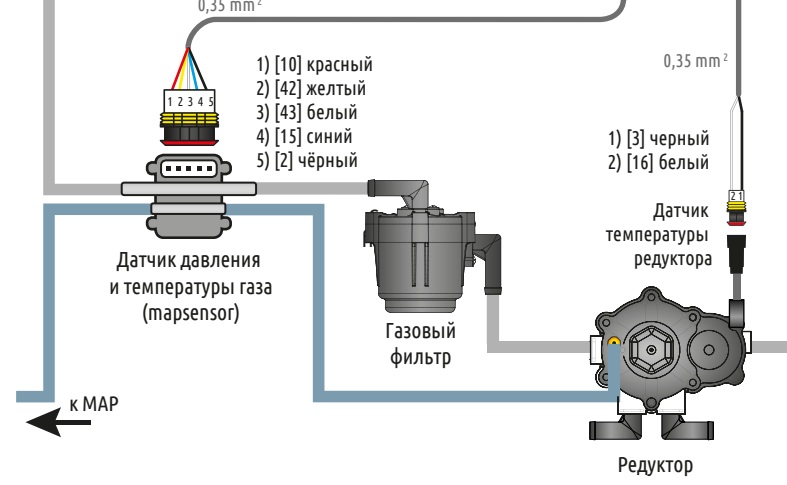 0,35 mm²
1) [10] красный
2) [42] желтый
3) [43] белый
4) [15] синий
5) [2] чёрный
1 2 3 4 5
0,35 mm²
1) [3] черный
2) [16] белый
2 1
Датчик
температуры
редуктора
Датчик давления
и температуры газа
(mapsensor)
Газовый
фильтр
к МАР
Редуктор